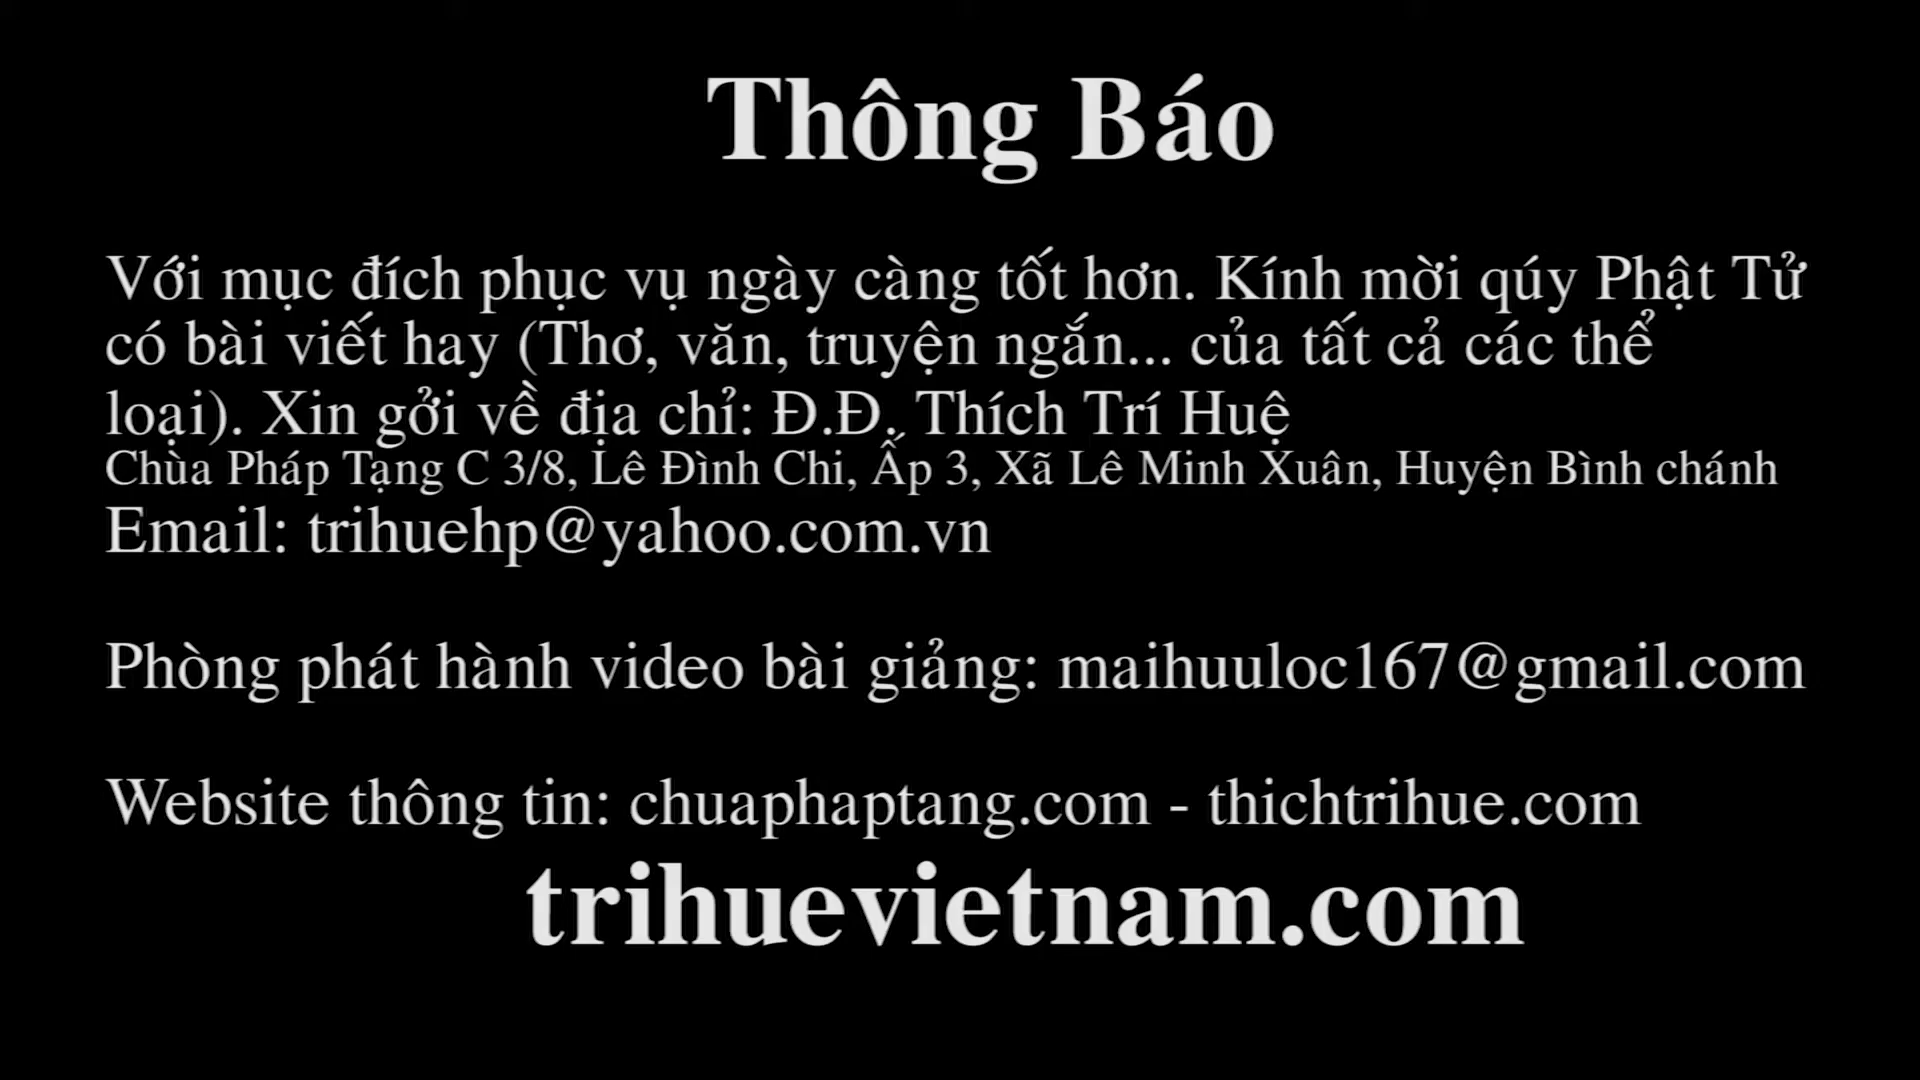 Thông Báo
Với mục đích phục vụ ngày càng tốt hơn. Kính mời qúy Phật Tử
có bài viết hay (Thơ, văn, truyện ngắn... của tất cả các thể
loại). Xin gởi về địa chỉ: Đ.Đ. Thích Trí Huệ
Chùa Pháp Tạng C 3/8, Lê Đình Chi, Ấp 3, Xã Lê Minh Xuân, Huyện Bình chánh
Email: trihuehp@yahoo.com.vn
Phòng phát hành video bài giảng: maihuuloc167@gmail.com
Website thông tin: chuaphaptang.com - thichtrihue.com
trihuevietnam.com